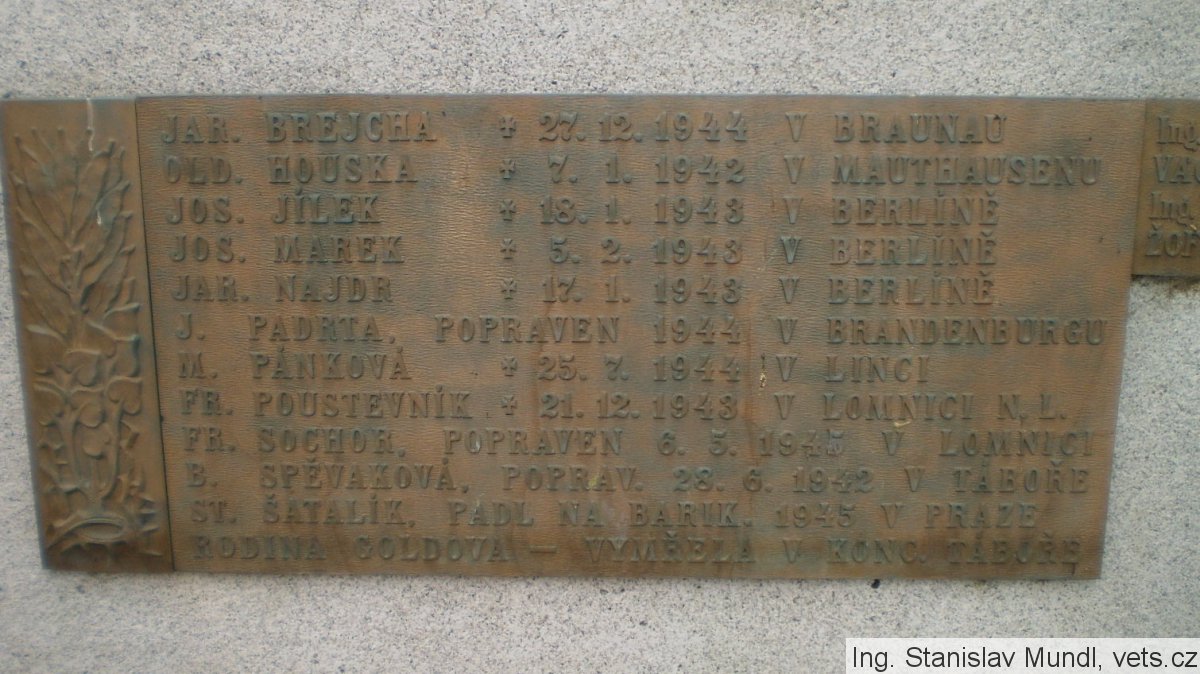 JAR. BREJCHA + 27. 12. 1944 V BRAUNAU
OLD. HOUSKA + 7. 1. 1942 V MAUTHAUSENU
JOS. JÍLEK + 18. 1. 1943 V BERLÍNĚ
JOS. MAREK + 5. 2. 1943 V BERLÍNĚ
JAR. NAJDR + 17. 1. 1943 V BERLÍNĚ
J. PADRTA, POPRAVEN 1944 V BRANDENBURGU
M. PÁNKOVÁ + 25. 7. 1944 V LINCI
FR. POUSTEVNÍK + 21. 12. 1943 V LOMNICI N. L.
FR. SOCHOR, POPRAVEN 6. 5. 1945 V LOMNICI
B. SPĚVAKOVÁ, POPRAV. 28. 6. 1942 V TÁBOŘE
ST. ŠATALÍK, PADL NA BARIK. 1945 V PRAZE
RODINA GOLDOVA – VYMŘELA V KONC. TÁBOŘE
Ing.
Ing.
Ing. Stanislav Mundl, vets.cz